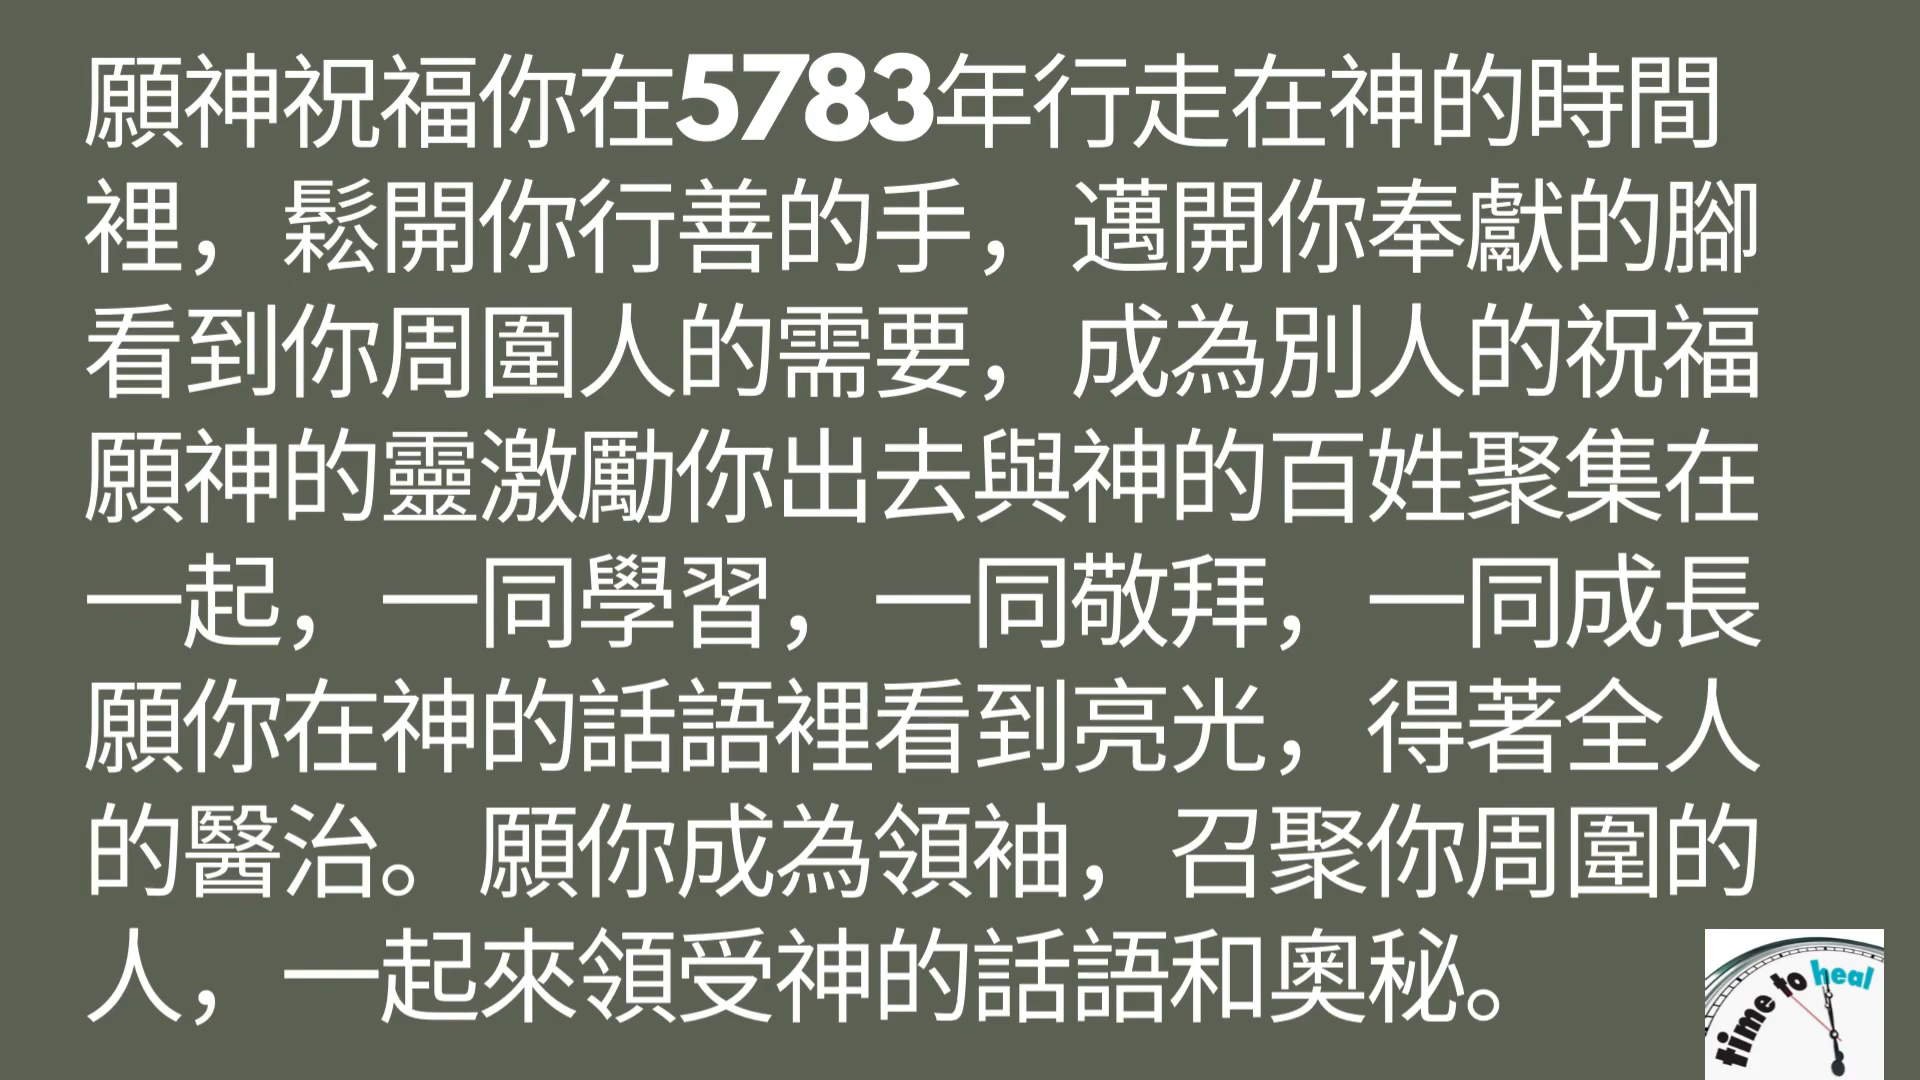 願神祝福你在5783年行走在神的時間
裡，鬆開你行善的手，邁開你奉獻的腳
看到你周圍人的需要，成為別人的祝福
願神的靈激勵你出去與神的百姓聚集在
一起，一同學習，一同敬拜，一同成長
願你在神的話語裡看到亮光，得著全人
的醫治。願你成為領袖，召聚你周圍的
人，一起來領受神的話語和奧秘。
time to heal